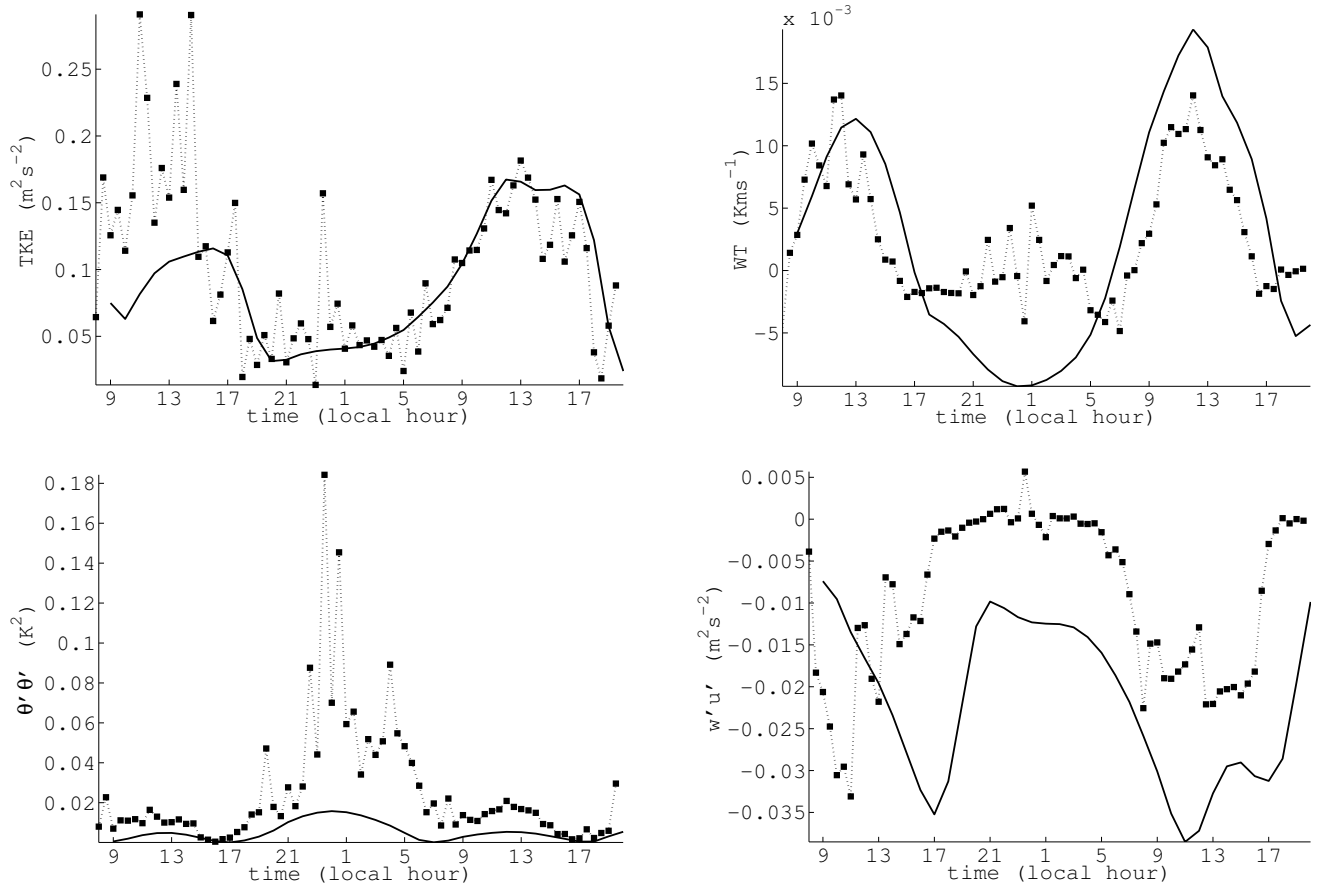 0.25
0.2
0.15
0.1
0.05
TKE (m²s⁻²)
9 13 17 21 1 5 9 13 17
time (local hour)
x 10⁻³
15
10
5
0
−5
WT (Kms⁻¹)
9 13 17 21 1 5 9 13 17
time (local hour)
0.18
0.16
0.14
0.12
0.1
0.08
0.06
0.04
0.02
θ′θ′ (K²)
9 13 17 21 1 5 9 13 17
time (local hour)
0.005
0
−0.005
−0.01
−0.015
−0.02
−0.025
−0.03
−0.035
w′u′ (m²s⁻²)
9 13 17 21 1 5 9 13 17
time (local hour)